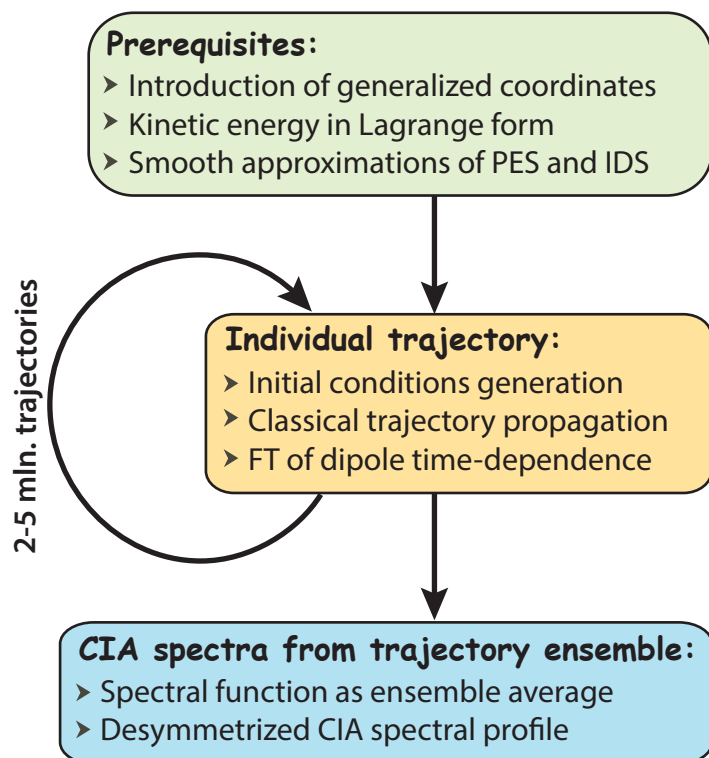 Prerequisites:
➤ Introduction of generalized coordinates
➤ Kinetic energy in Lagrange form
➤ Smooth approximations of PES and IDS
2-5 mln. trajectories
Individual trajectory:
➤ Initial conditions generation
➤ Classical trajectory propagation
➤ FT of dipole time-dependence
CIA spectra from trajectory ensemble:
➤ Spectral function as ensemble average
➤ Desymmetrized CIA spectral profile